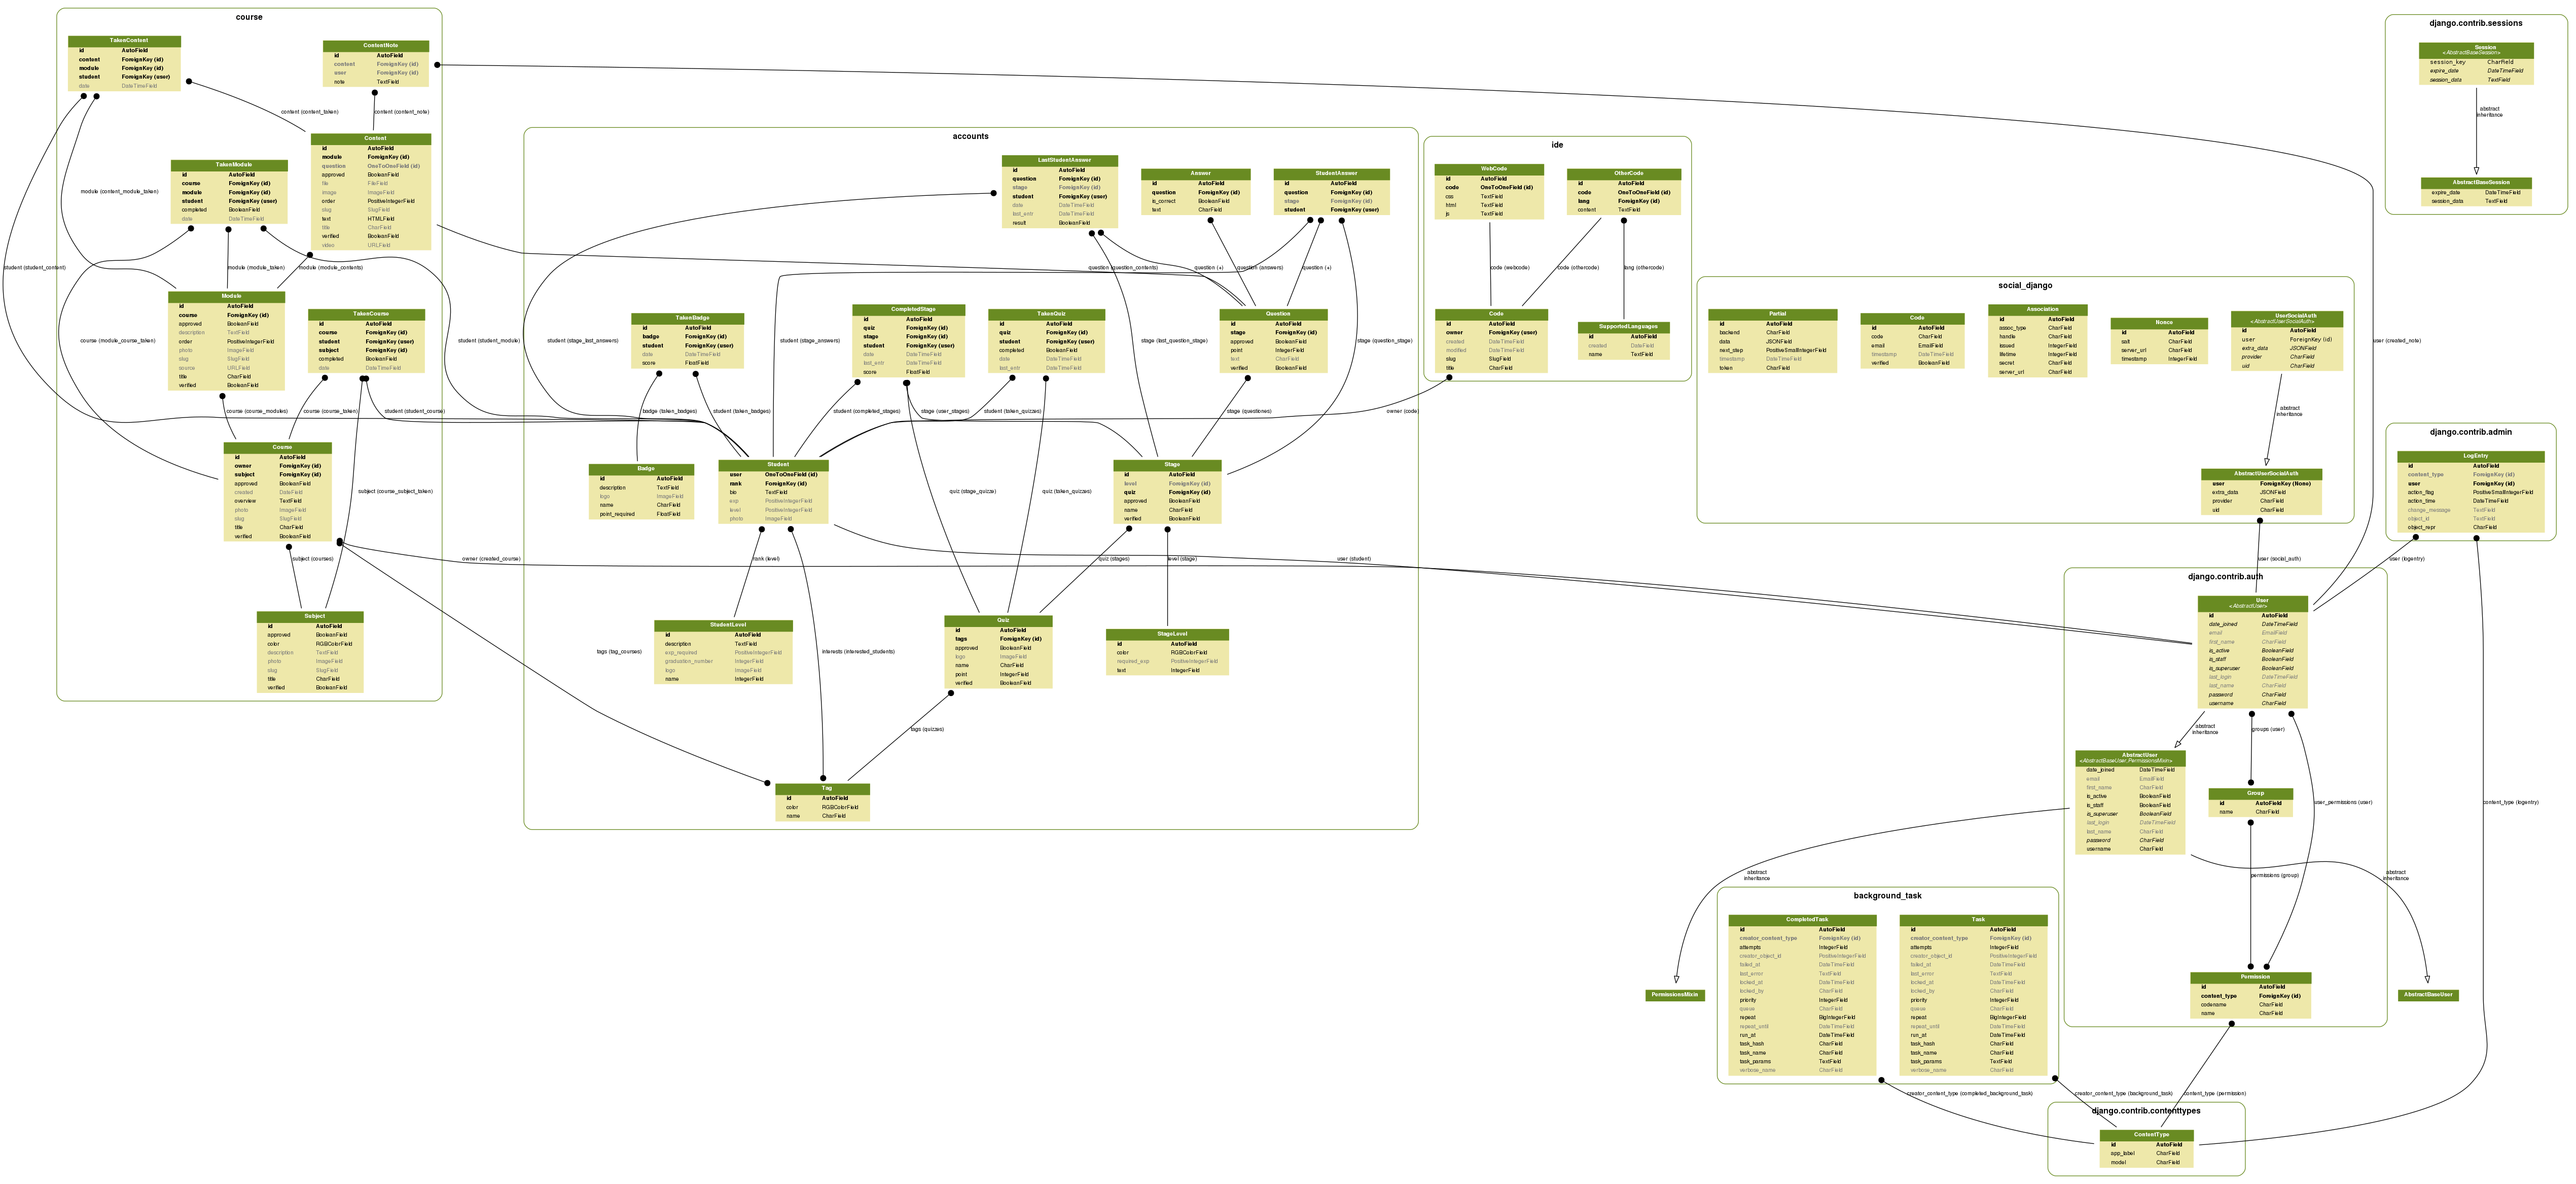 course
TakenContent
id AutoField
content ForeignKey (id)
module ForeignKey (id)
student ForeignKey (user)
date DateTimeField
ContentNote
id AutoField
content ForeignKey (id)
user ForeignKey (id)
note TextField
content (content_taken)
content (content_note)
Content
id AutoField
module ForeignKey (id)
question OneToOneField (id)
approved BooleanField
file FileField
image ImageField
order PositiveIntegerField
slug SlugField
text HTMLField
title CharField
verified BooleanField
video URLField
TakenModule
id AutoField
course ForeignKey (id)
module ForeignKey (id)
student ForeignKey (user)
completed BooleanField
date DateTimeField
module (content_module_taken)
student (student_content)
module (module_taken)
module (module_contents)
Module
id AutoField
course ForeignKey (id)
approved BooleanField
description TextField
order PositiveIntegerField
photo ImageField
slug SlugField
source URLField
title CharField
verified BooleanField
TakenCourse
id AutoField
course ForeignKey (id)
student ForeignKey (user)
subject ForeignKey (id)
completed BooleanField
date DateTimeField
course (module_course_taken)
student (student_module)
course (course_modules)
course (course_taken)
student (student_course)
Course
id AutoField
owner ForeignKey (id)
subject ForeignKey (id)
approved BooleanField
created DateField
overview TextField
photo ImageField
slug SlugField
title CharField
verified BooleanField
subject (course_subject_taken)
subject (courses)
owner (created_course)
Subject
id AutoField
approved BooleanField
color RGBColorField
description TextField
photo ImageField
slug SlugField
title CharField
verified BooleanField
tags (tag_courses)
accounts
LastStudentAnswer
id AutoField
question ForeignKey (id)
stage ForeignKey (id)
student ForeignKey (user)
date DateTimeField
last_entr DateTimeField
result BooleanField
Answer
id AutoField
question ForeignKey (id)
is_correct BooleanField
text CharField
StudentAnswer
id AutoField
question ForeignKey (id)
stage ForeignKey (id)
student ForeignKey (user)
question (question_contents)
question (+)
question (answers)
question (+)
student (stage_last_answers)
TakenBadge
id AutoField
badge ForeignKey (id)
student ForeignKey (user)
date DateTimeField
score FloatField
student (stage_answers)
CompletedStage
id AutoField
quiz ForeignKey (id)
stage ForeignKey (id)
student ForeignKey (user)
date DateTimeField
last_entr DateTimeField
score FloatField
TakenQuiz
id AutoField
quiz ForeignKey (id)
student ForeignKey (user)
completed BooleanField
date DateTimeField
last_entr DateTimeField
stage (last_question_stage)
Question
id AutoField
stage ForeignKey (id)
approved BooleanField
point IntegerField
text CharField
verified BooleanField
stage (question_stage)
badge (taken_badges)
student (taken_badges)
student (completed_stages)
stage (user_stages)
student (taken_quizzes)
stage (questiones)
owner (code)
Badge
id AutoField
description TextField
logo ImageField
name CharField
point_required FloatField
Student
user OneToOneField (id)
rank ForeignKey (id)
bio TextField
exp PositiveIntegerField
level PositiveIntegerField
photo ImageField
quiz (stage_quizze)
quiz (taken_quizzes)
Stage
id AutoField
level ForeignKey (id)
quiz ForeignKey (id)
approved BooleanField
name CharField
verified BooleanField
rank (level)
quiz (stages)
level (stage)
user (student)
StudentLevel
id AutoField
description TextField
exp_required PositiveIntegerField
graduation_number IntegerField
logo ImageField
name IntegerField
interests (interested_students)
Quiz
id AutoField
tags ForeignKey (id)
approved BooleanField
logo ImageField
name CharField
point IntegerField
verified BooleanField
StageLevel
id AutoField
color RGBColorField
required_exp PositiveIntegerField
text IntegerField
tags (quizzes)
Tag
id AutoField
color RGBColorField
name CharField
ide
WebCode
id AutoField
code OneToOneField (id)
css TextField
html TextField
js TextField
OtherCode
id AutoField
code OneToOneField (id)
lang ForeignKey (id)
content TextField
code (webcode)
code (othercode)
lang (othercode)
Code
id AutoField
owner ForeignKey (user)
created DateTimeField
modified DateTimeField
slug SlugField
title CharField
SupportedLanguages
id AutoField
created DateField
name TextField
social_django
Partial
id AutoField
backend CharField
data JSONField
next_step PositiveSmallIntegerField
timestamp DateTimeField
token CharField
Code
id AutoField
code CharField
email EmailField
timestamp DateTimeField
verified BooleanField
Association
id AutoField
assoc_type CharField
handle CharField
issued IntegerField
lifetime IntegerField
secret CharField
server_url CharField
Nonce
id AutoField
salt CharField
server_url CharField
timestamp IntegerField
UserSocialAuth
<AbstractUserSocialAuth>
id AutoField
user ForeignKey (id)
extra_data JSONField
provider CharField
uid CharField
abstract
inheritance
AbstractUserSocialAuth
user ForeignKey (None)
extra_data JSONField
provider CharField
uid CharField
user (created_note)
user (social_auth)
django.contrib.sessions
Session
<AbstractBaseSession>
session_key CharField
expire_date DateTimeField
session_data TextField
abstract
inheritance
AbstractBaseSession
expire_date DateTimeField
session_data TextField
django.contrib.admin
LogEntry
id AutoField
content_type ForeignKey (id)
user ForeignKey (id)
action_flag PositiveSmallIntegerField
action_time DateTimeField
change_message TextField
object_id TextField
object_repr CharField
user (logentry)
content_type (logentry)
django.contrib.auth
User
<AbstractUser>
id AutoField
date_joined DateTimeField
email EmailField
first_name CharField
is_active BooleanField
is_staff BooleanField
is_superuser BooleanField
last_login DateTimeField
last_name CharField
password CharField
username CharField
abstract
inheritance
groups (user)
AbstractUser
<AbstractBaseUser,PermissionsMixin>
date_joined DateTimeField
email EmailField
first_name CharField
is_active BooleanField
is_staff BooleanField
is_superuser BooleanField
last_login DateTimeField
last_name CharField
password CharField
username CharField
Group
id AutoField
name CharField
user_permissions (user)
permissions (group)
abstract
inheritance
abstract
inheritance
Permission
id AutoField
content_type ForeignKey (id)
codename CharField
name CharField
PermissionsMixin
AbstractBaseUser
background_task
CompletedTask
id AutoField
creator_content_type ForeignKey (id)
attempts IntegerField
creator_object_id PositiveIntegerField
failed_at DateTimeField
last_error TextField
locked_at DateTimeField
locked_by CharField
priority IntegerField
queue CharField
repeat BigIntegerField
repeat_until DateTimeField
run_at DateTimeField
task_hash CharField
task_name CharField
task_params TextField
verbose_name CharField
Task
id AutoField
creator_content_type ForeignKey (id)
attempts IntegerField
creator_object_id PositiveIntegerField
failed_at DateTimeField
last_error TextField
locked_at DateTimeField
locked_by CharField
priority IntegerField
queue CharField
repeat BigIntegerField
repeat_until DateTimeField
run_at DateTimeField
task_hash CharField
task_name CharField
task_params TextField
verbose_name CharField
creator_content_type (completed_background_task)
creator_content_type (background_task)
content_type (permission)
django.contrib.contenttypes
ContentType
id AutoField
app_label CharField
model CharField